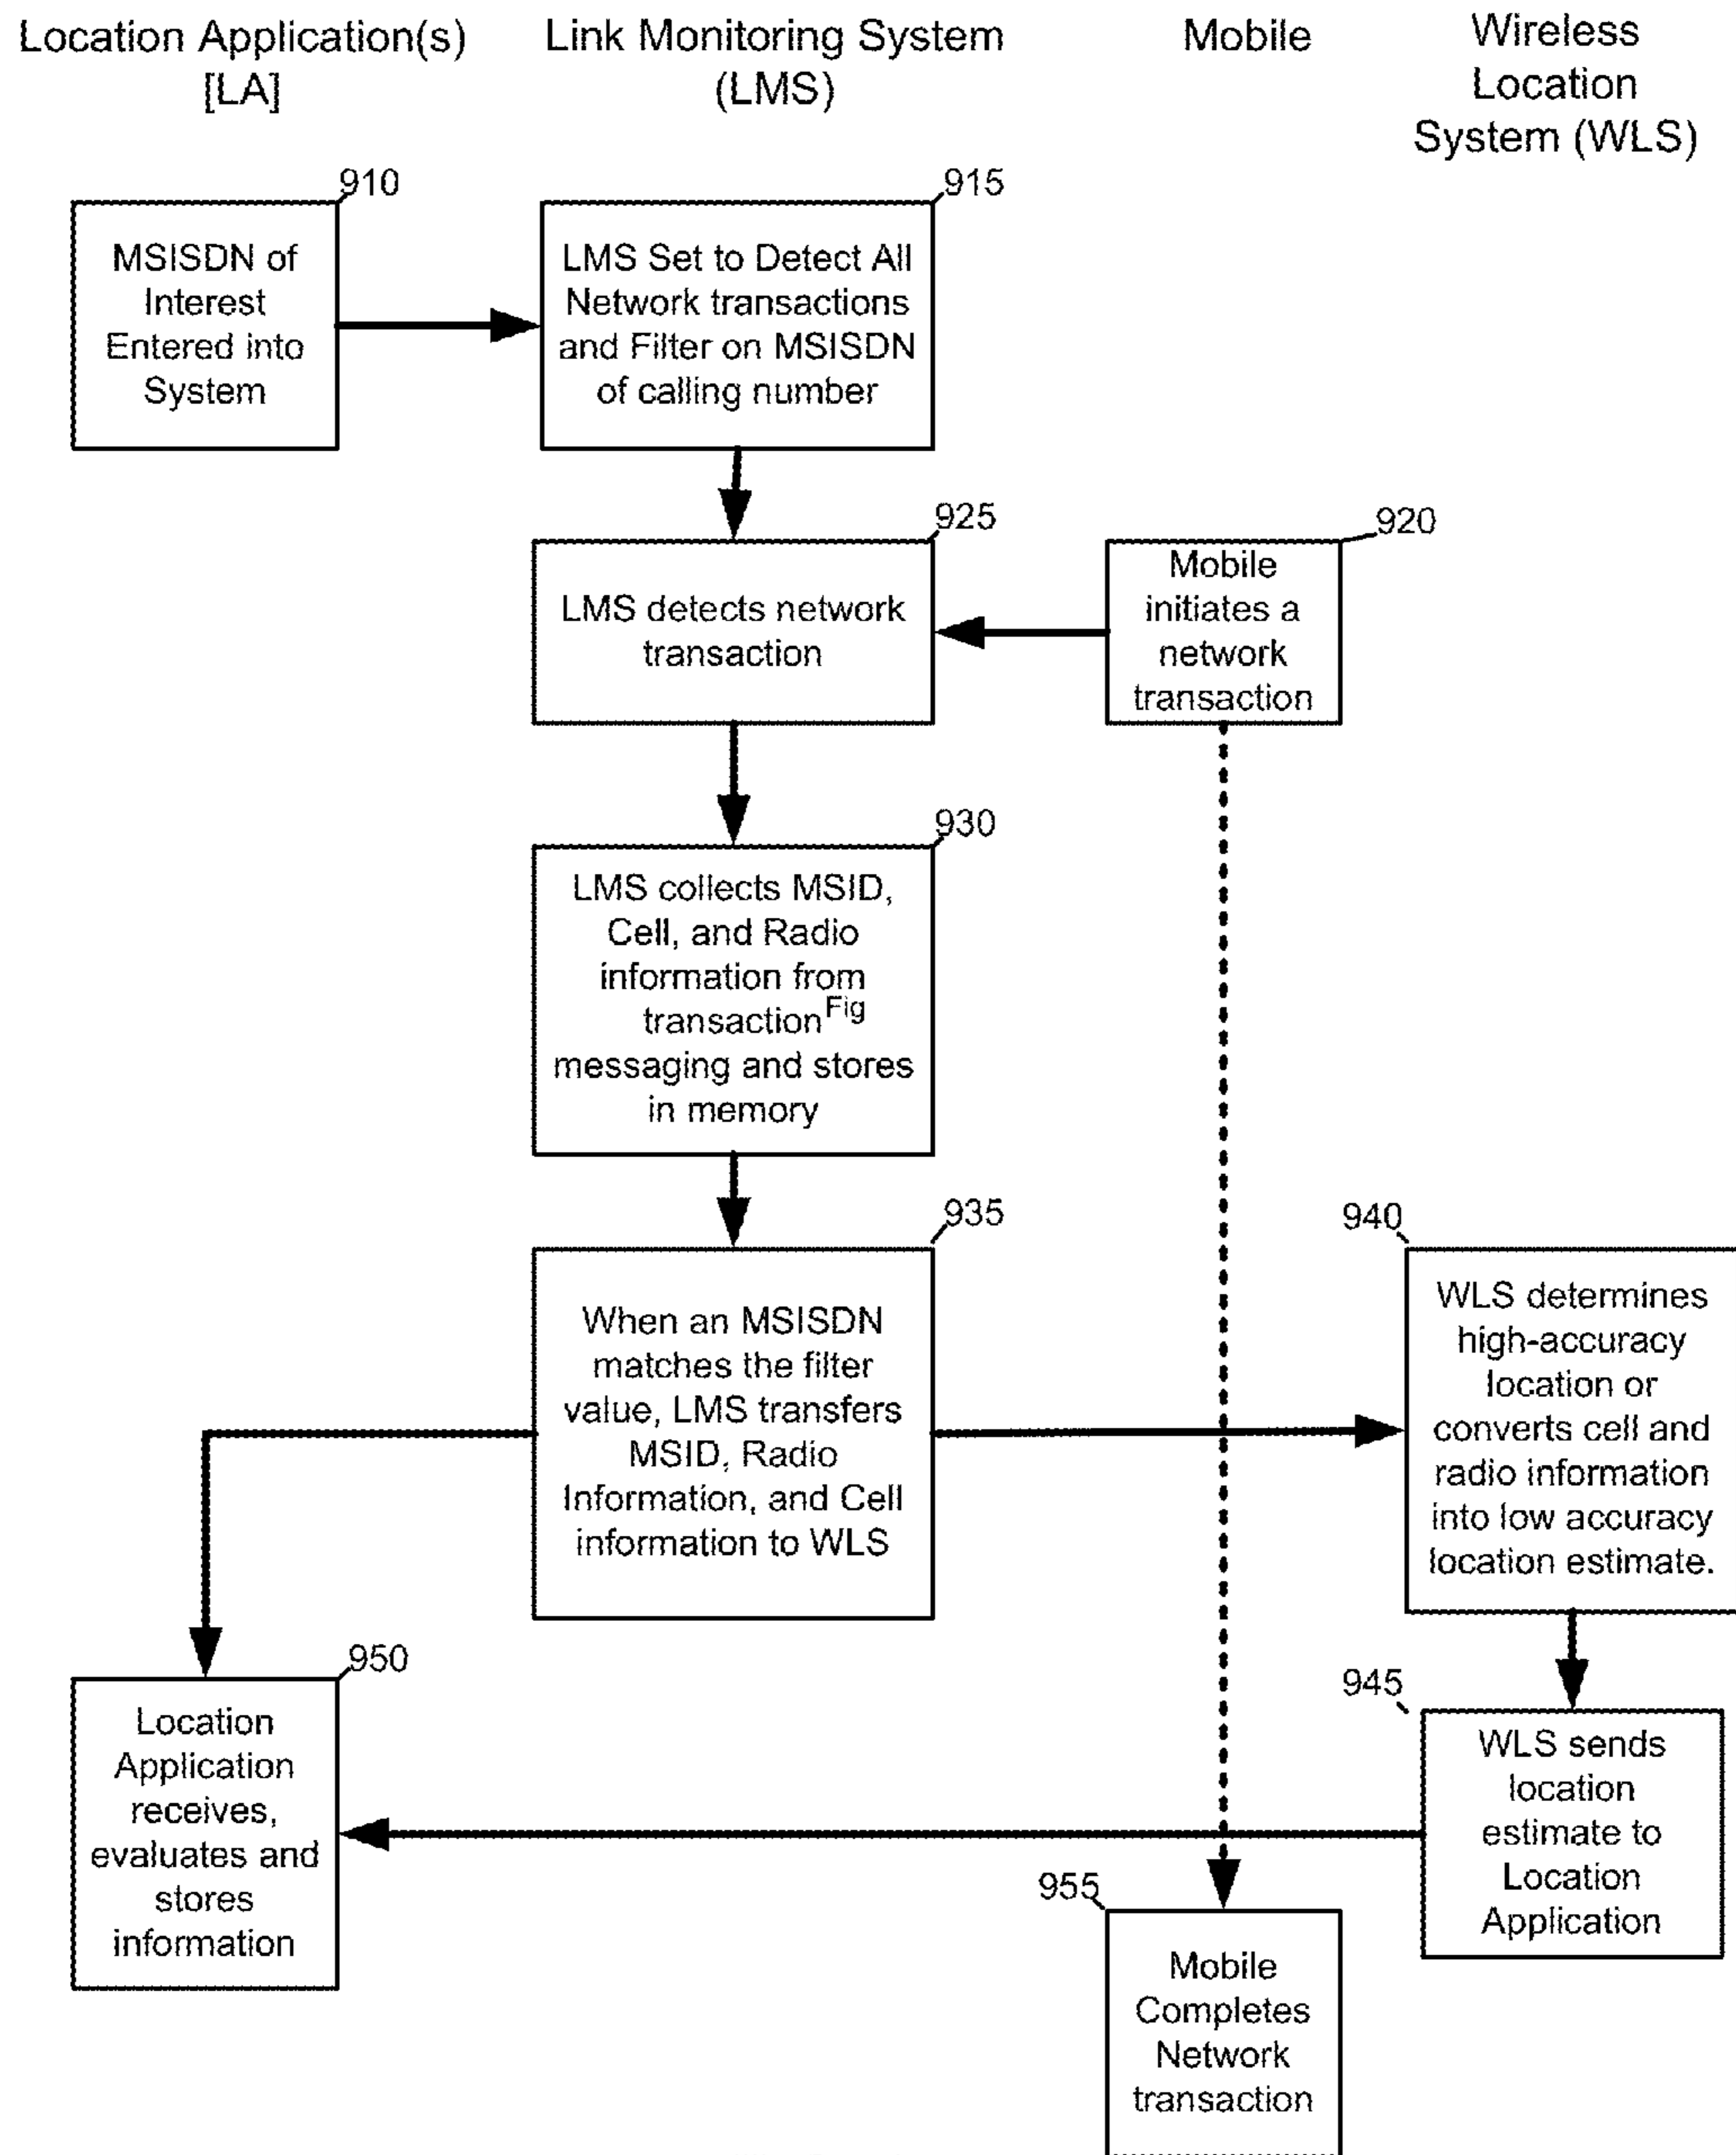 Location Application(s)
[LA]
Link Monitoring System
(LMS)
Mobile
Wireless
Location
System (WLS)
910
MSISDN of
Interest
Entered into
System
915
LMS Set to Detect All
Network transactions
and Filter on MSISDN
of calling number
925
LMS detects network
transaction
920
Mobile
initiates a
network
transaction
930
LMS collects MSID,
Cell, and Radio
information from
transaction Fig
messaging and stores
in memory
935
When an MSISDN
matches the filter
value, LMS transfers
MSID, Radio
Information, and Cell
information to WLS
940
WLS determines
high-accuracy
location or
converts cell and
radio information
into low accuracy
location estimate.
950
Location
Application
receives,
evaluates and
stores
information
945
WLS sends
location
estimate to
Location
Application
955
Mobile
Completes
Network
transaction